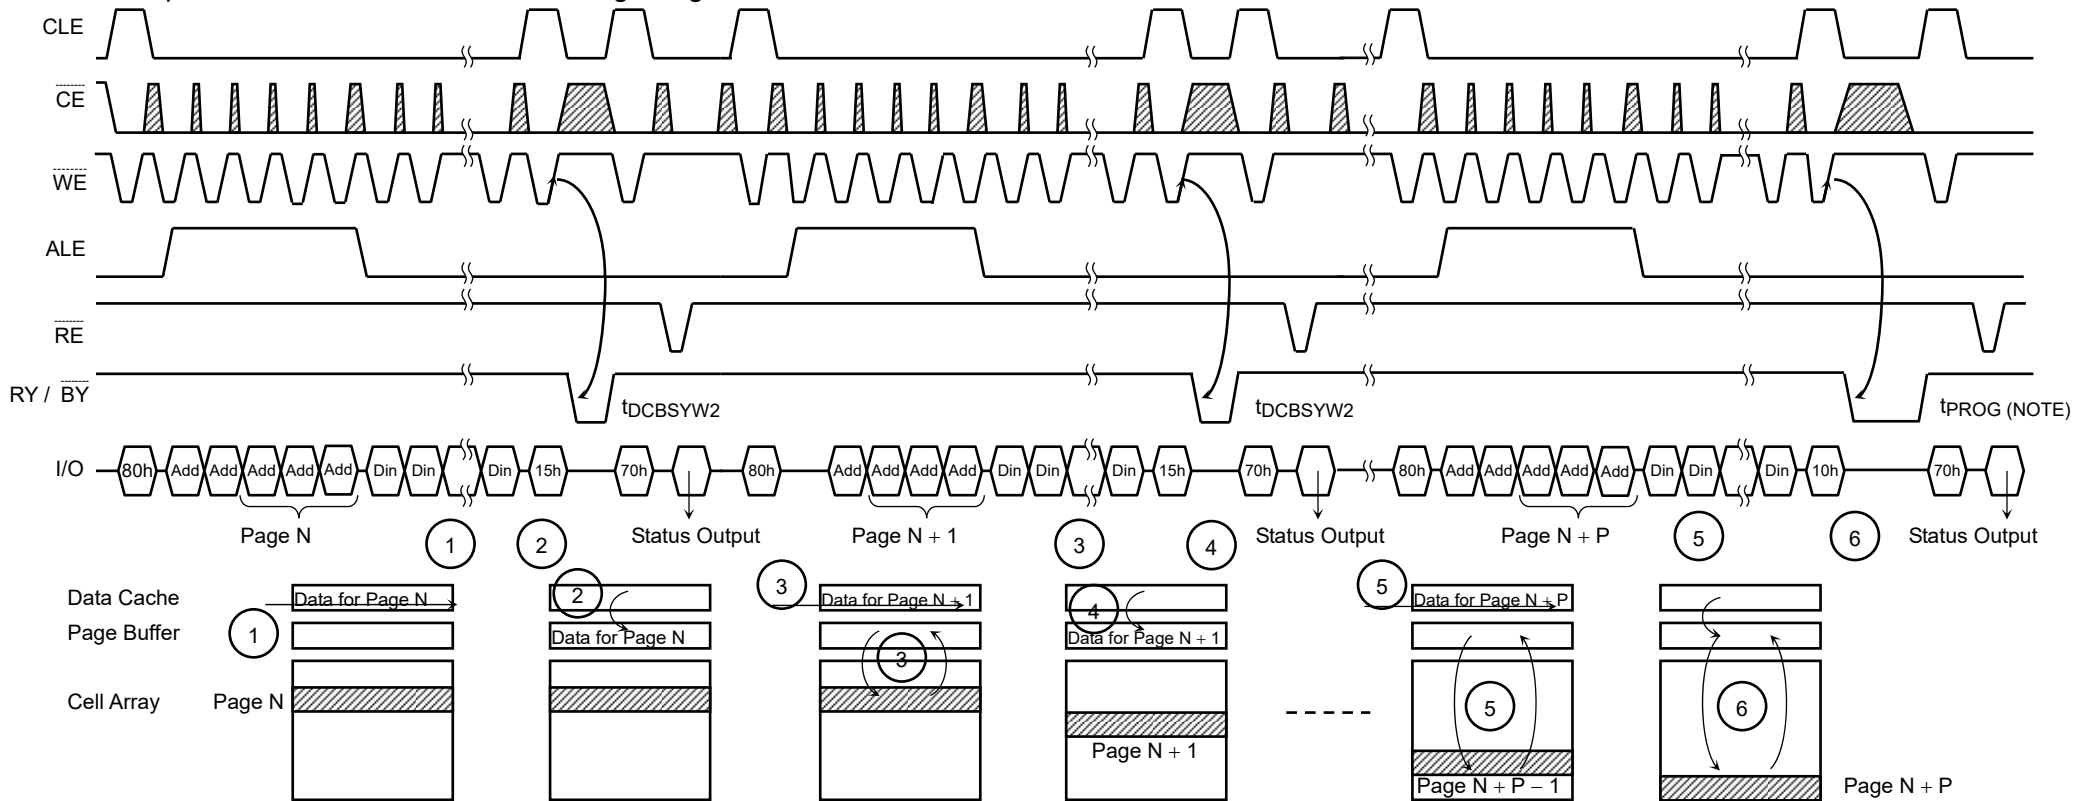 CLE
CE
WE
ALE
RE
RY / BY tDCBSYW2 tDCBSYW2 tPROG (NOTE)
I/O 80h Add Add Add Add Add Din Din Din 15h 70h 80h Add Add Add Add Din Din Din 15h 70h 80h Add Add Add Add Add Din Din Din 10h 70h
Page N 1 2 Status Output Page N + 1 3 4 Status Output Page N + P 5 6 Status Output
Data Cache Data for Page N 2 3 Data for Page N + 1 4 5 Data for Page N + P
Page Buffer 1 Data for Page N 3 Data for Page N + 1
Cell Array Page N 5 6
Page N + 1
Page N + P − 1 Page N + P